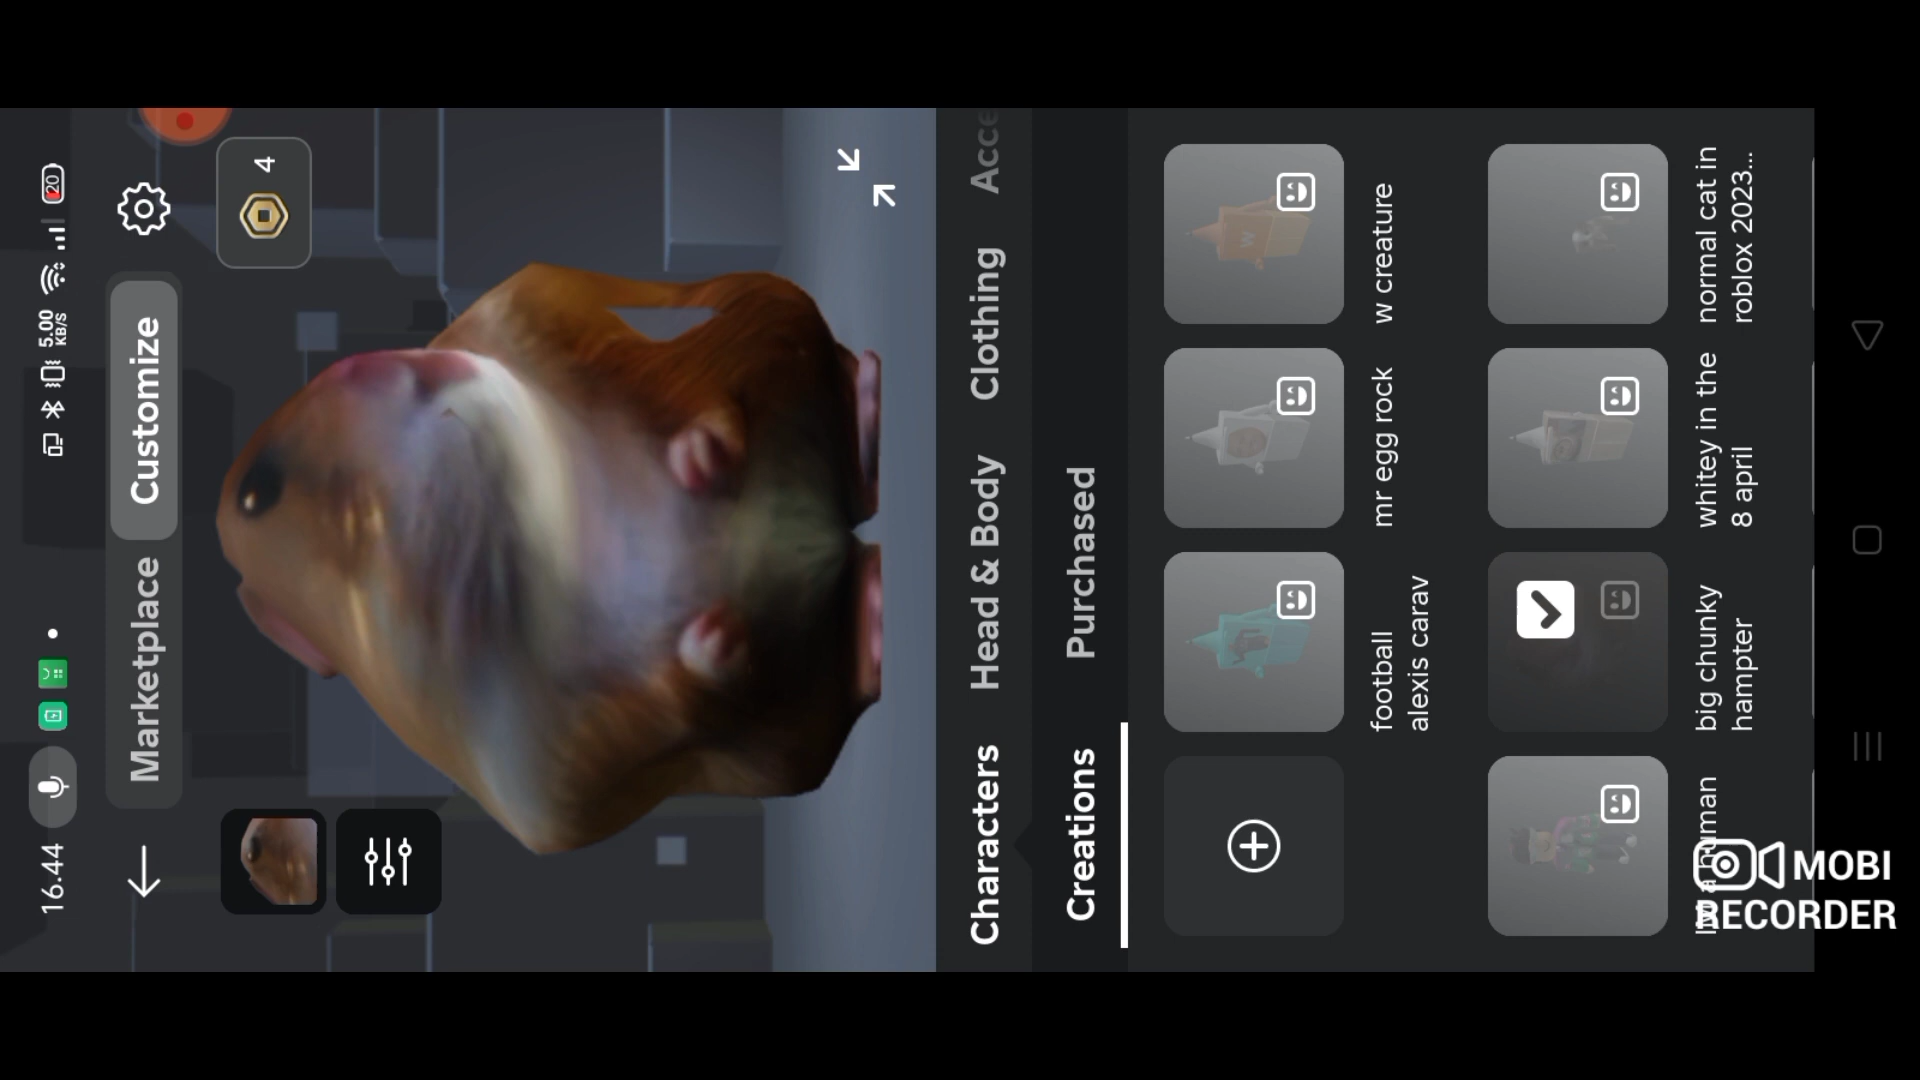 16.44
5.00
KB/S
20
Marketplace
Customize
4
Characters
Head & Body
Clothing
Acce
Creations
Purchased
football
alexis carav
mr egg rock
w creature
W
big chunky
hampter
whitey in the
8 april
normal cat in
roblox 2023...
MOBI
RECORDER